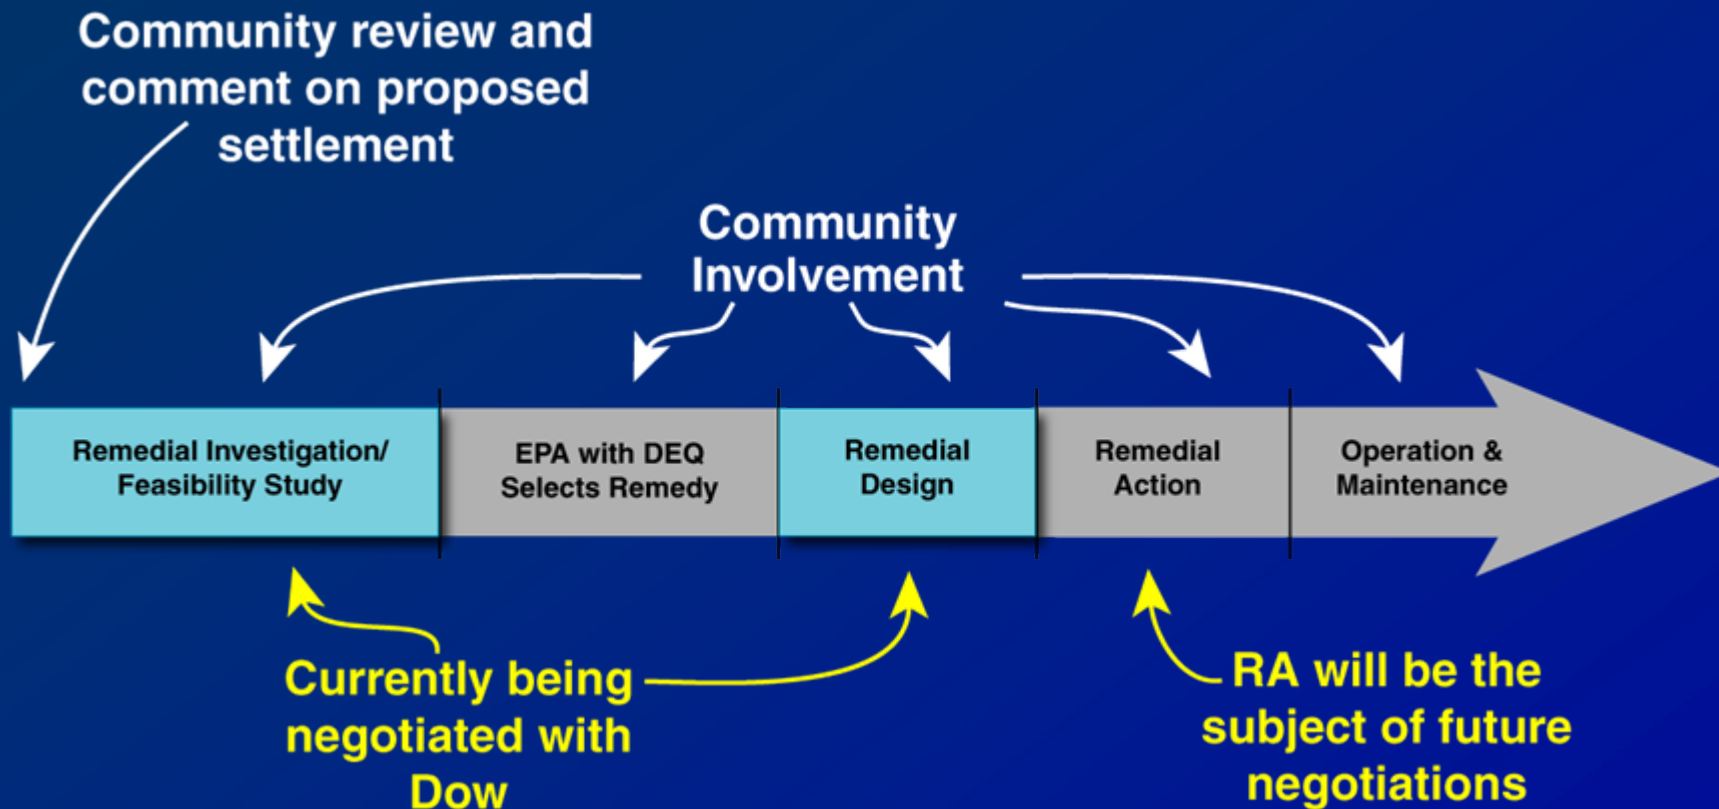 Community review and
comment on proposed
settlement
Community
Involvement
Remedial Investigation/
Feasibility Study
EPA with DEQ
Selects Remedy
Remedial
Design
Remedial
Action
Operation &
Maintenance
Currently being
negotiated with
Dow
RA will be the
subject of future
negotiations